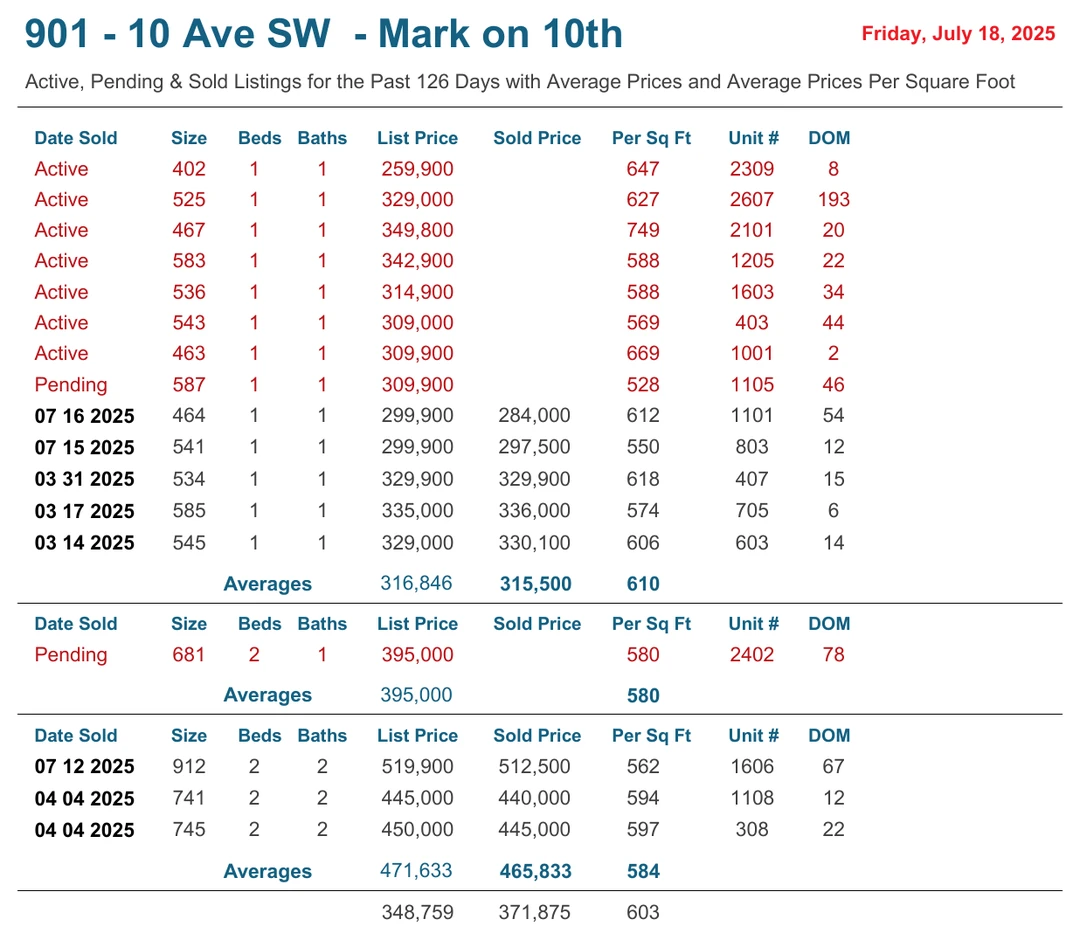 901 - 10 Ave SW - Mark on 10th Friday, July 18, 2025
Active, Pending & Sold Listings for the Past 126 Days with Average Prices and Average Prices Per Square Foot
Date Sold Size Beds Baths List Price Sold Price Per Sq Ft Unit # DOM
Active 402 1 1 259,900 647 2309 8
Active 525 1 1 329,000 627 2607 193
Active 467 1 1 349,800 749 2101 20
Active 583 1 1 342,900 588 1205 22
Active 536 1 1 314,900 588 1603 34
Active 543 1 1 309,000 569 403 44
Active 463 1 1 309,900 669 1001 2
Pending 587 1 1 309,900 528 1105 46
07 16 2025 464 1 1 299,900 284,000 612 1101 54
07 15 2025 541 1 1 299,900 297,500 550 803 12
03 31 2025 534 1 1 329,900 329,900 618 407 15
03 17 2025 585 1 1 335,000 336,000 574 705 6
03 14 2025 545 1 1 329,000 330,100 606 603 14
Averages 316,846 315,500 610
Date Sold Size Beds Baths List Price Sold Price Per Sq Ft Unit # DOM
Pending 681 2 1 395,000 580 2402 78
Averages 395,000 580
Date Sold Size Beds Baths List Price Sold Price Per Sq Ft Unit # DOM
07 12 2025 912 2 2 519,900 512,500 562 1606 67
04 04 2025 741 2 2 445,000 440,000 594 1108 12
04 04 2025 745 2 2 450,000 445,000 597 308 22
Averages 471,633 465,833 584
348,759 371,875 603